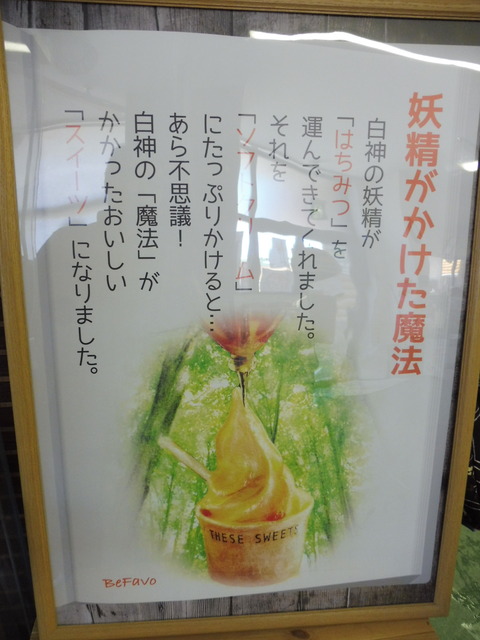 妖精がかけた魔法
白神の妖精が
「はちみつ」を
運んできてくれました。
それを
「ソフトクリーム」
にたっぷりかけると…
あら不思議！
白神の「魔法」が
かかったおいしい
「スイーツ」になりました。
THESE SWEETS
BeFavo